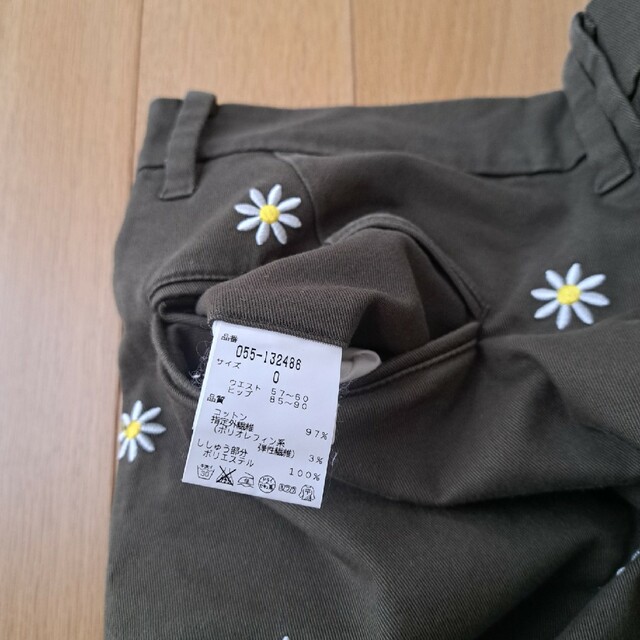 品番
055-132486
サイズ
0
ウエスト 57~60
ヒップ 85~90
品質
コットン
指定外繊維 97%
(ポリオレフィン系
弾性繊維) 3%
ししゅう部分
ポリエステル 100%